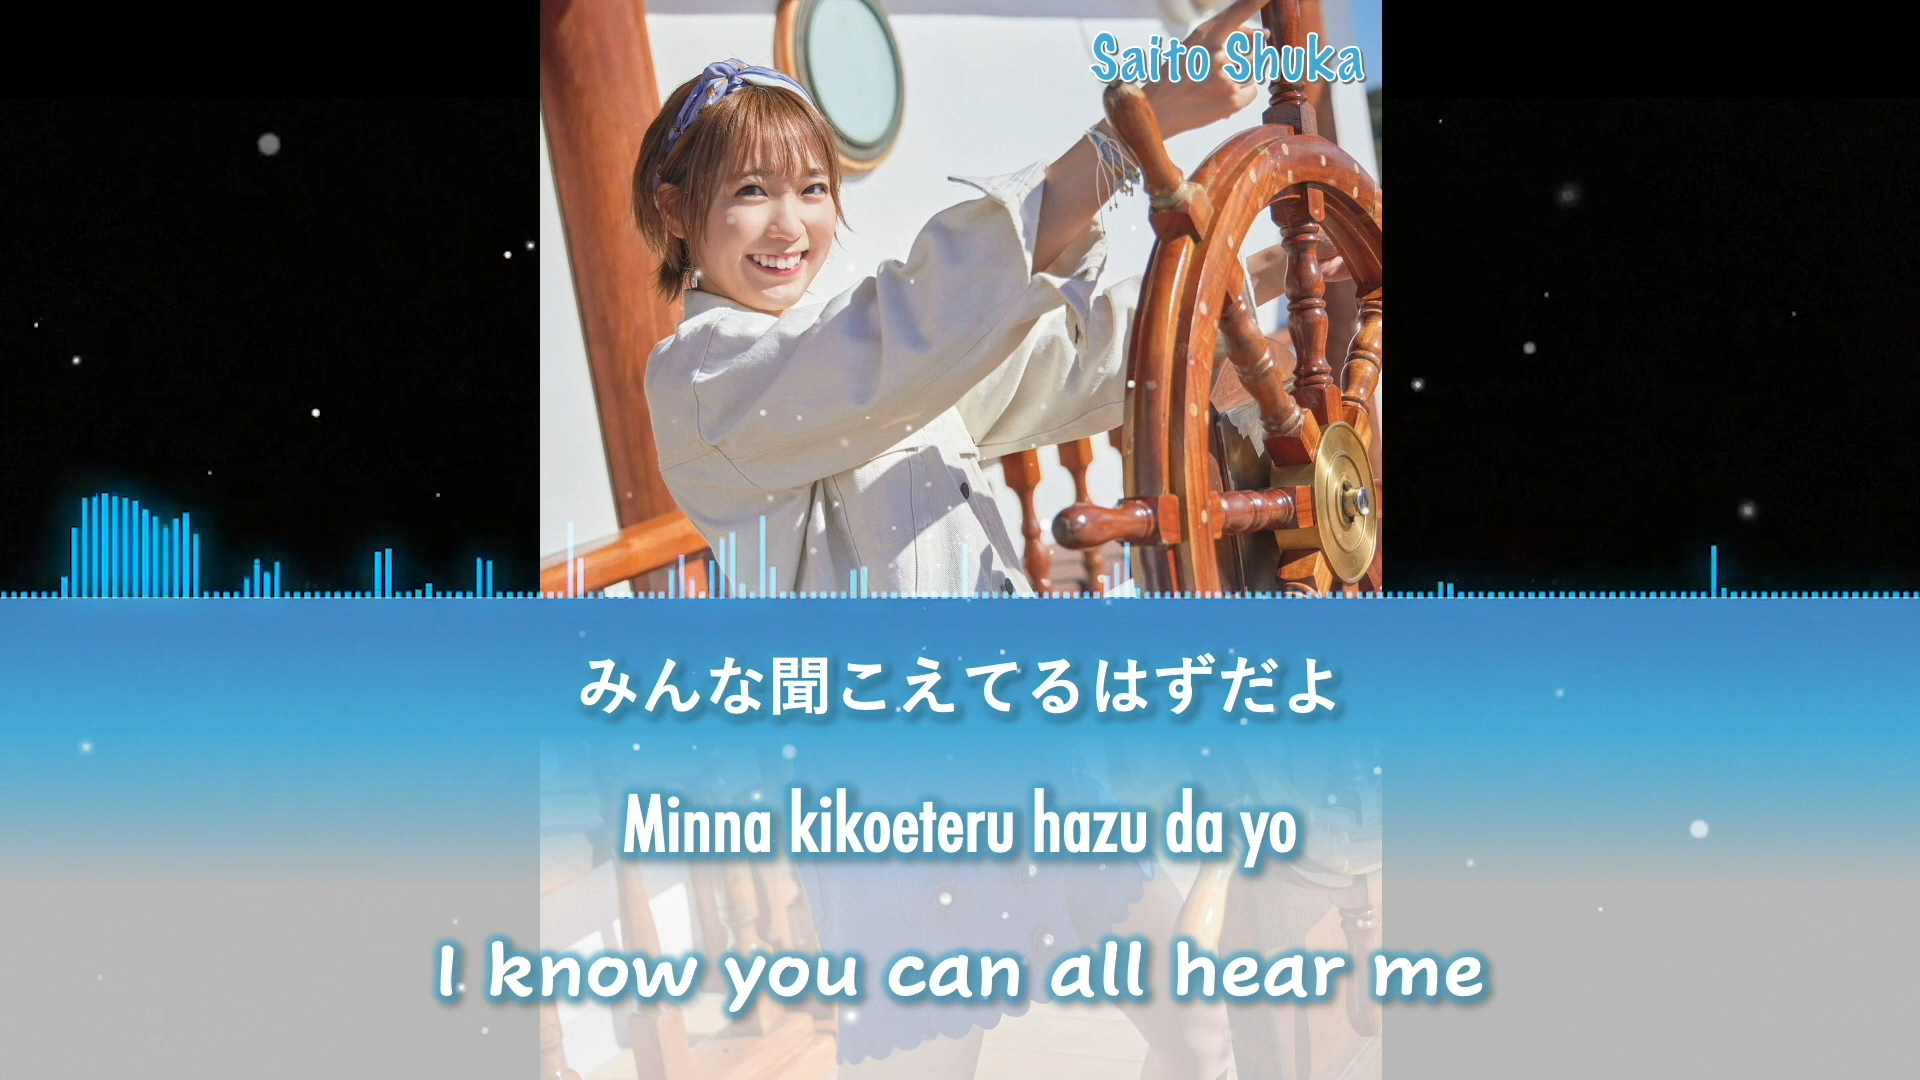 Saito Shuka
みんな聞こえてるはずだよ
Minna kikoeteru hazu da yo
I know you can all hear me